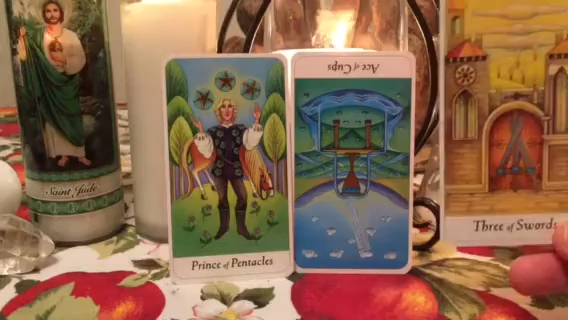 Ace of Cups
Saint Jude
Prince of Pentacles
Three of Swords